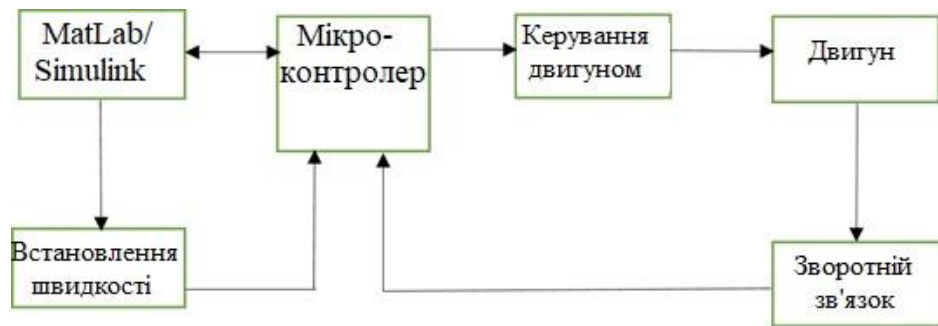 MatLab/
Simulink
Мікро-
контролер
Керування
двигуном
Двигун
Встановлення
швидкості
Зворотній
зв'язок